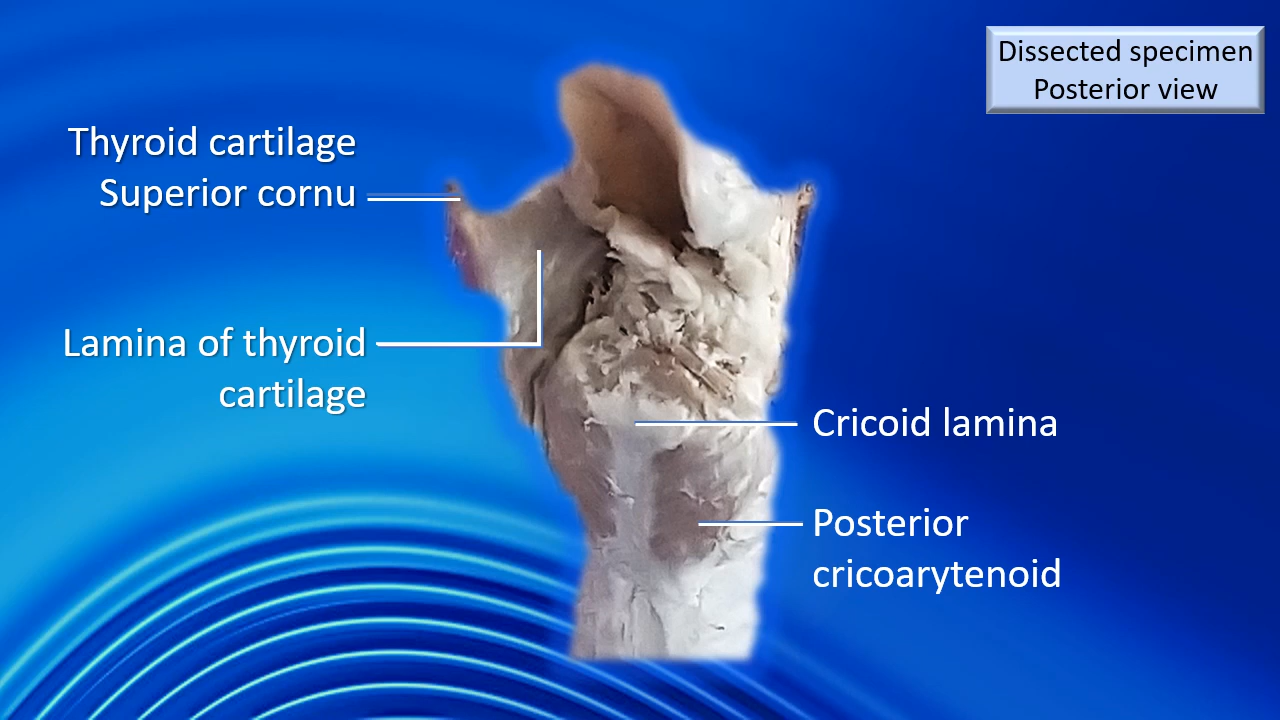 Dissected specimen
Posterior view
Thyroid cartilage
Superior cornu
Lamina of thyroid
cartilage
Cricoid lamina
Posterior
cricoarytenoid